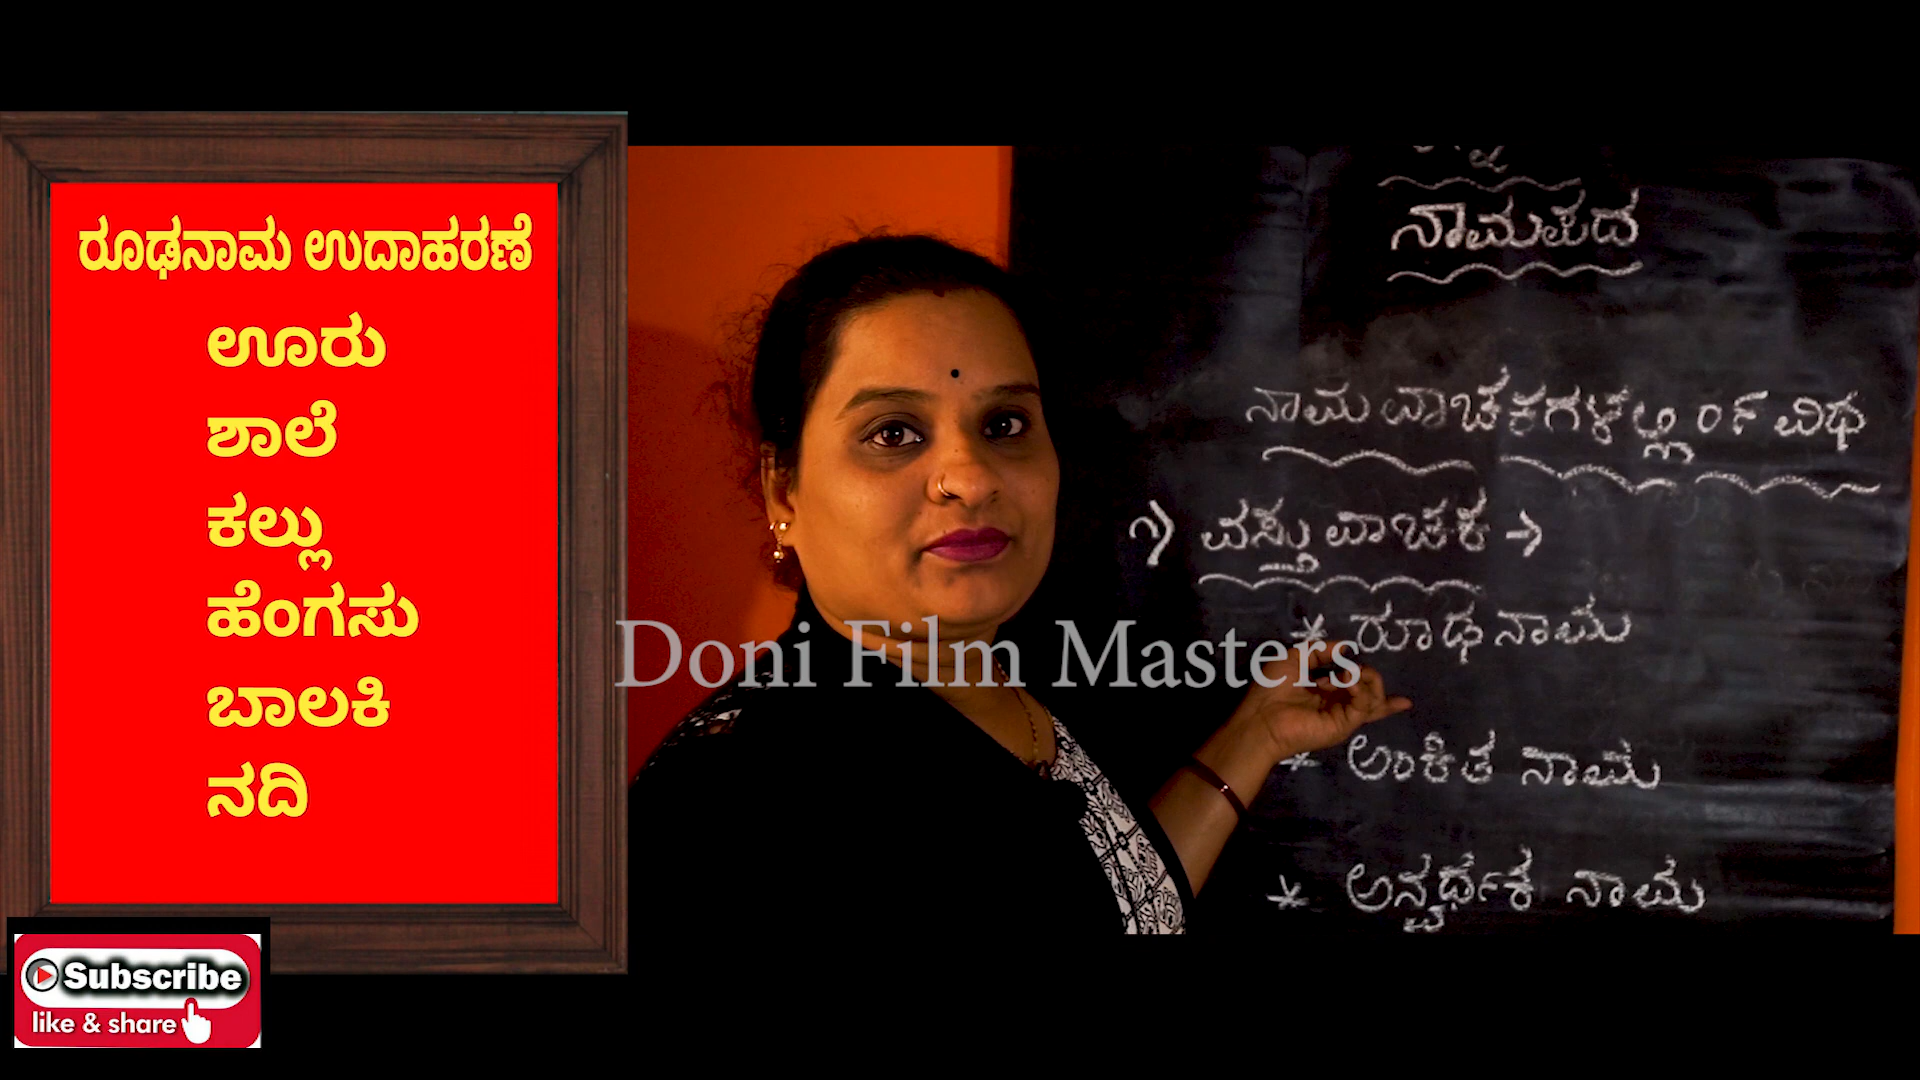 ರೂಢನಾಮ ಉದಾಹರಣೆ
ಊರು
ಶಾಲೆ
ಕಲ್ಲು
ಹೆಂಗಸು
ಬಾಲಕಿ
ನದಿ
Subscribe
like & share
Doni Film Masters
ನಾಮಪದ
ನಾಮವಾಚಕಗಳಲ್ಲಿ ೦೯ ವಿಧ
೧) ವಸ್ತುವಾಚಕ →
* ರೂಢನಾಮ
* ಅಂಕಿತ ನಾಮ
* ಅನ್ವರ್ಥಕ ನಾಮ